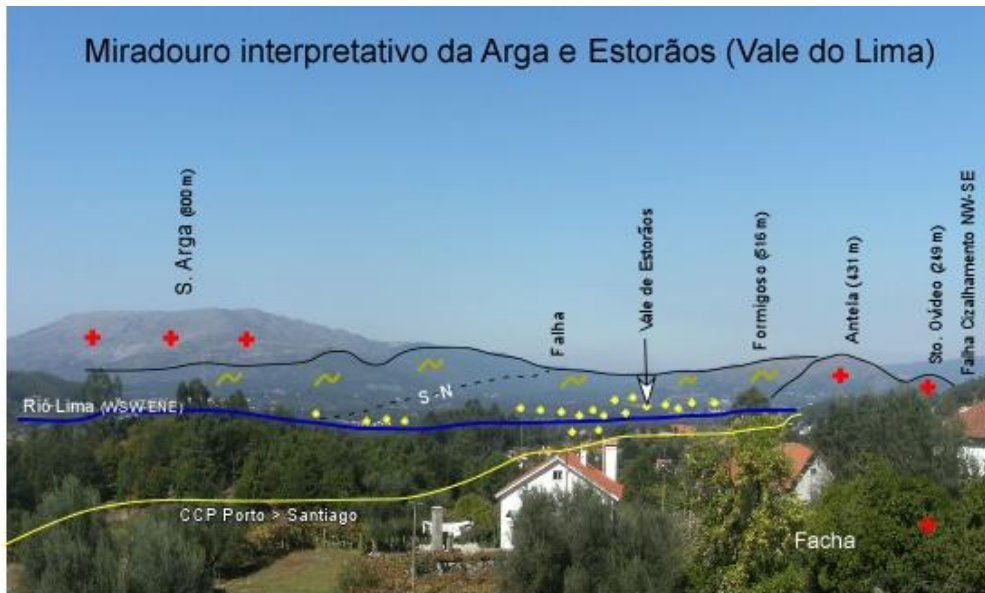 Miradouro interpretativo da Arga e Estorãos (Vale do Lima)
S. Arga (800 m)
Falha
Vale de Estorãos
Formigoso (516 m)
Antela (431 m)
Sto. Ovídeo (249 m)
Falha Cizalhamento NW-SE
S-N
Rió-Lima (WSW-ENE)
CCP Porto > Santiago
Facha